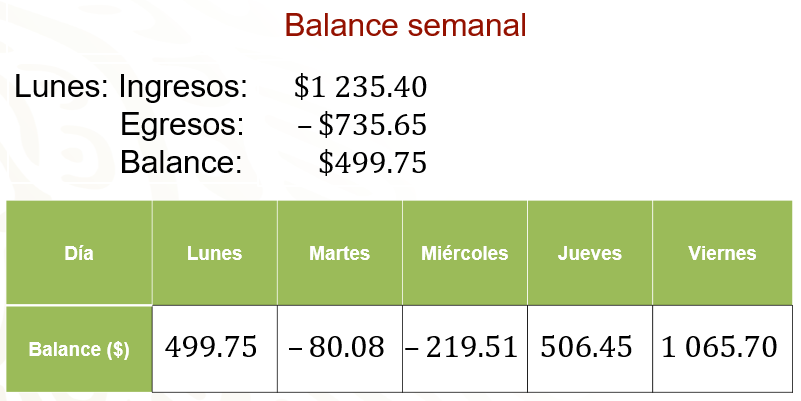 Balance semanal
Lunes: Ingresos: $1 235.40
Egresos: – $735.65
Balance: $499.75
Día Lunes Martes Miércoles Jueves Viernes
Balance ($) 499.75 – 80.08 – 219.51 506.45 1 065.70